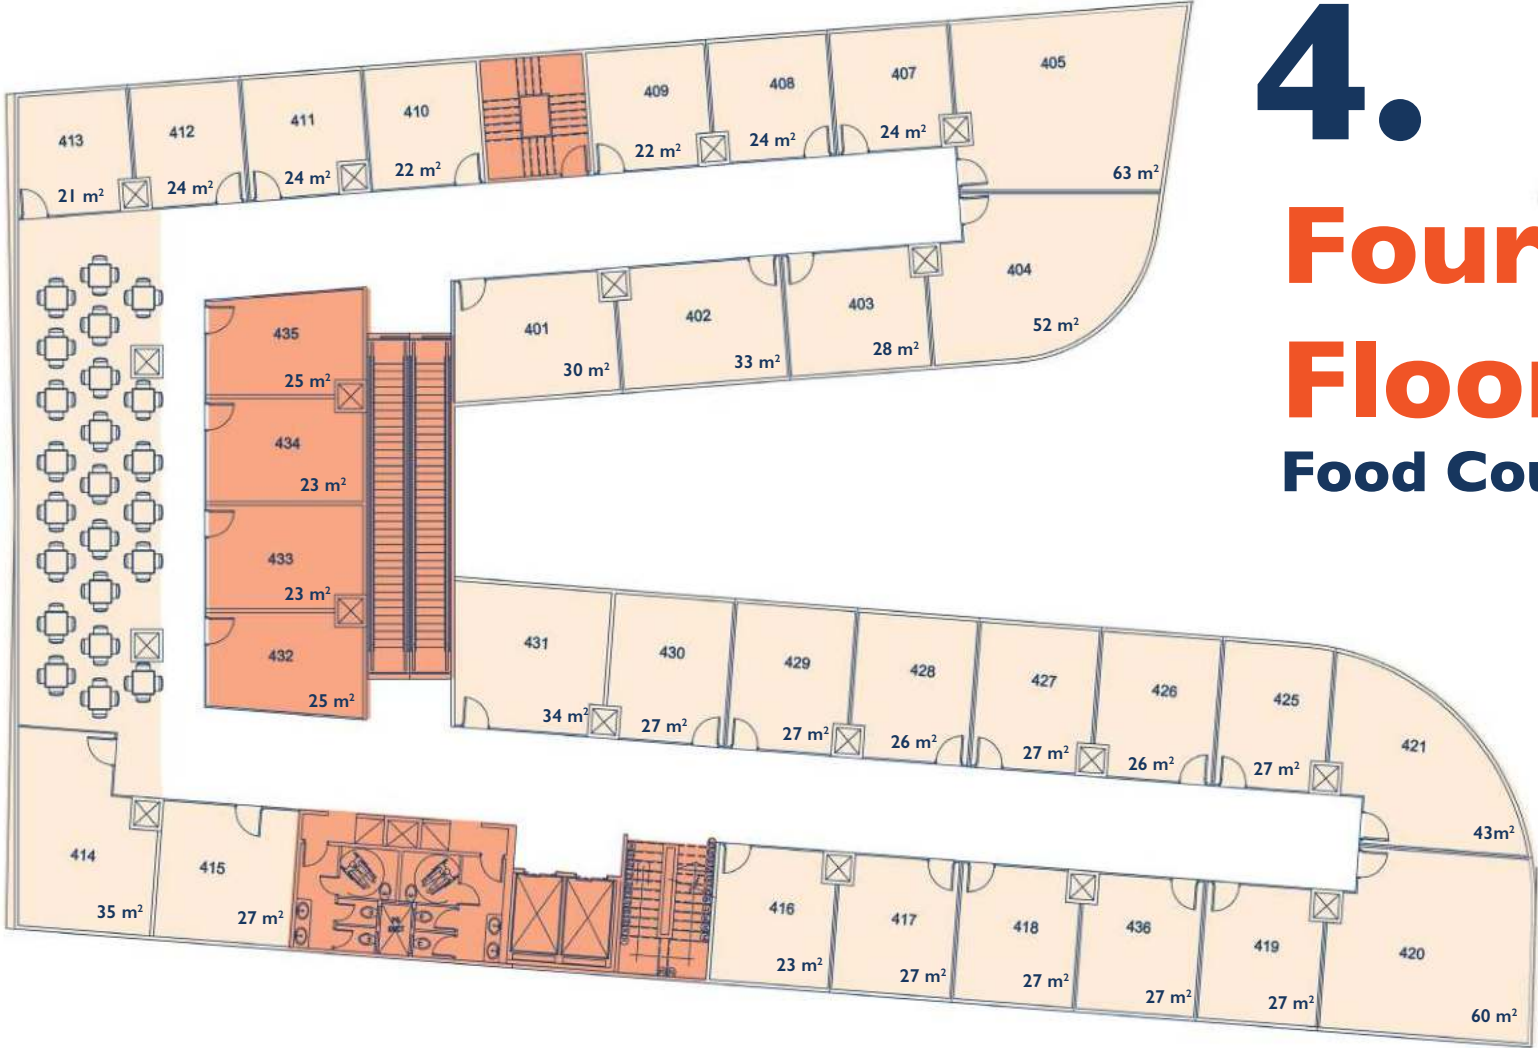 4.
Four
Floor
Food Cou
405
63 m²
407
24 m²
408
24 m²
409
22 m²
410
22 m²
411
24 m²
412
24 m²
413
21 m²
404
52 m²
403
28 m²
402
33 m²
401
30 m²
435
25 m²
434
23 m²
433
23 m²
432
25 m²
431
34 m²
430
27 m²
429
27 m²
428
26 m²
427
27 m²
426
26 m²
425
27 m²
421
43m²
414
35 m²
415
27 m²
416
23 m²
417
27 m²
418
27 m²
436
27 m²
419
27 m²
420
60 m²